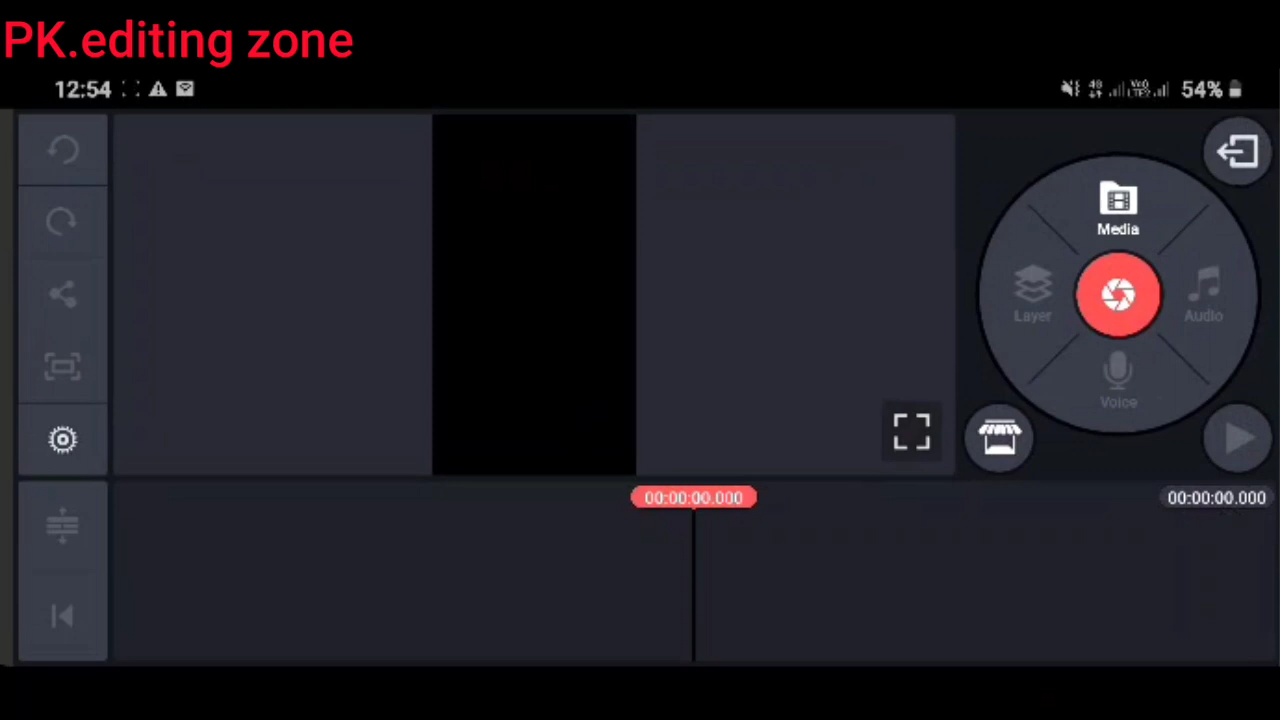 PK.editing zone
12:54
54%
Media
Layer
Audio
Voice
00:00:00.000
00:00:00.000